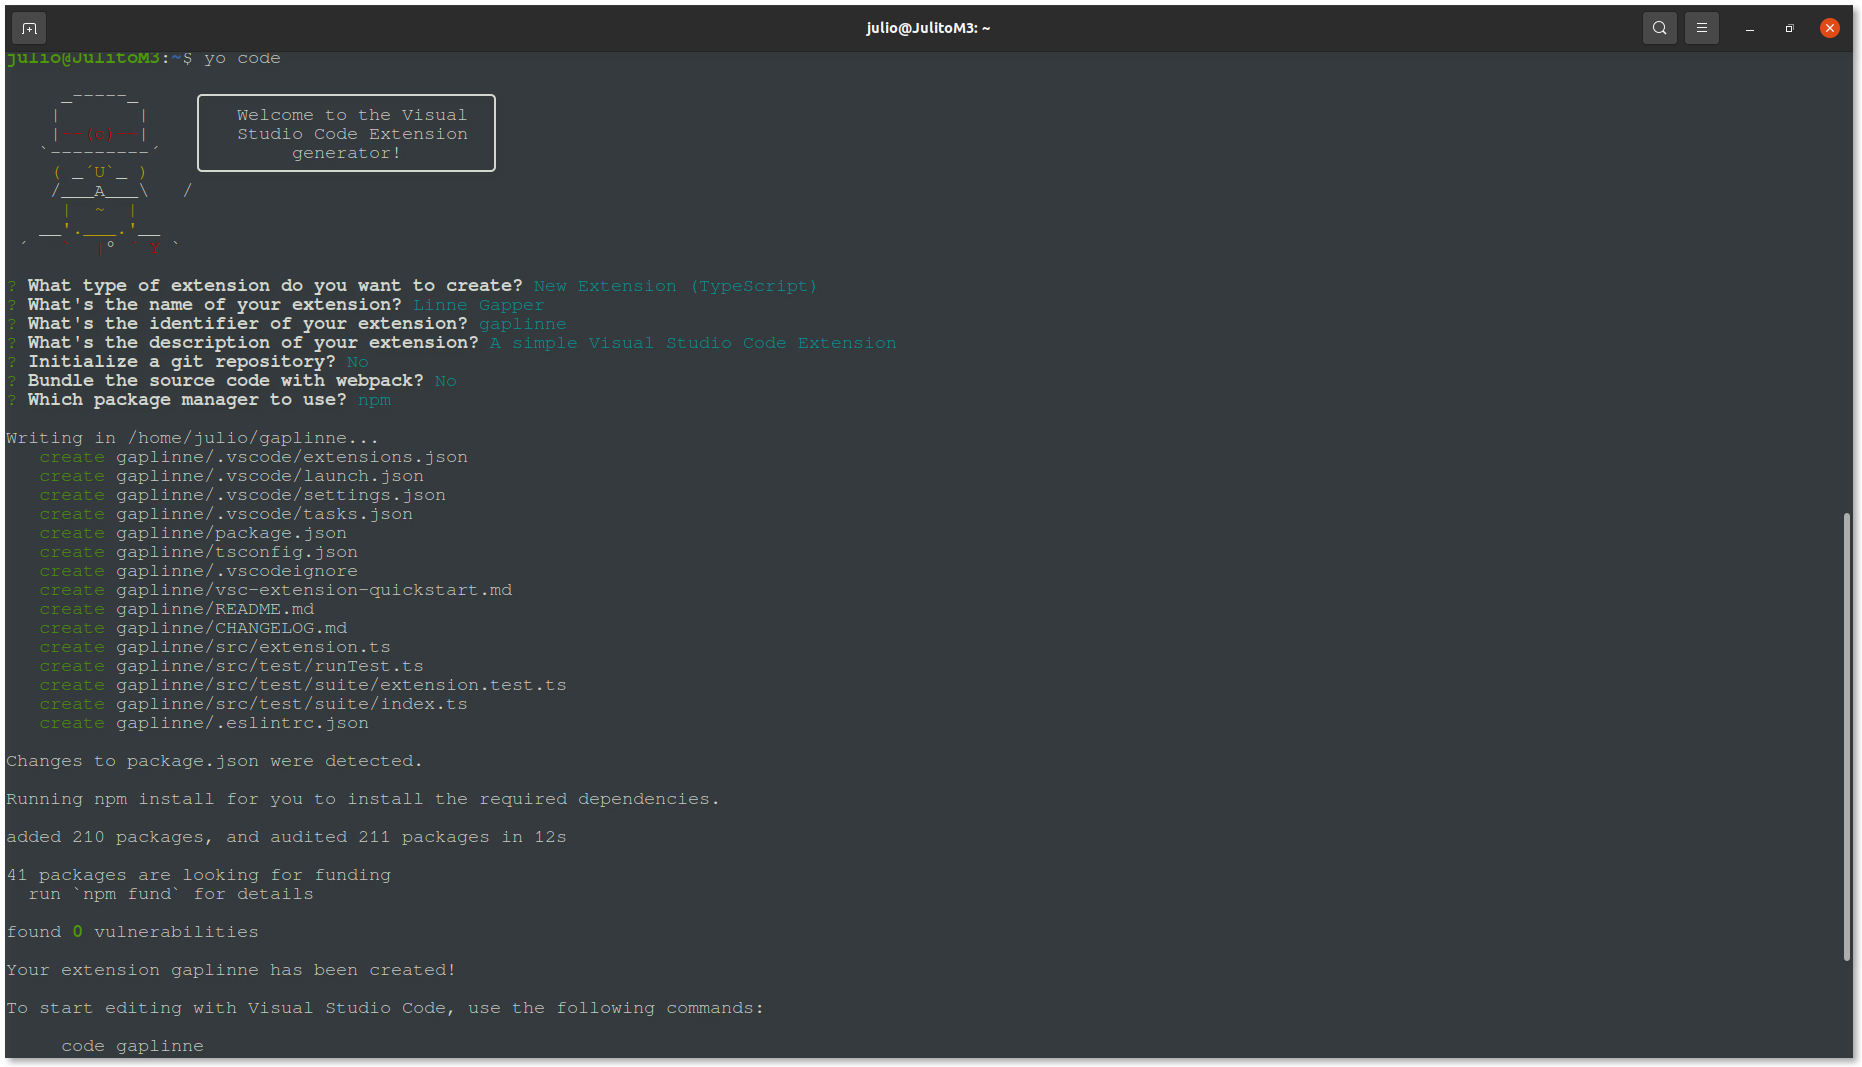 julio@JulitoM3: ~
julio@JulitoM3:~$ yo code
     _-----_
    |       |
    |  (c)  |
   `---------´
    ( _´U`_ )
    /___A___\   /
     |  ~  |
   __'.___.'__
 ´   |° Y `
Welcome to the Visual
Studio Code Extension
generator!
? What type of extension do you want to create? New Extension (TypeScript)
? What's the name of your extension? Linne Gapper
? What's the identifier of your extension? gaplinne
? What's the description of your extension? A simple Visual Studio Code Extension
? Initialize a git repository? No
? Bundle the source code with webpack? No
? Which package manager to use? npm
Writing in /home/julio/gaplinne...
   create gaplinne/.vscode/extensions.json
   create gaplinne/.vscode/launch.json
   create gaplinne/.vscode/settings.json
   create gaplinne/.vscode/tasks.json
   create gaplinne/package.json
   create gaplinne/tsconfig.json
   create gaplinne/.vscodeignore
   create gaplinne/vsc-extension-quickstart.md
   create gaplinne/README.md
   create gaplinne/CHANGELOG.md
   create gaplinne/src/extension.ts
   create gaplinne/src/test/runTest.ts
   create gaplinne/src/test/suite/extension.test.ts
   create gaplinne/src/test/suite/index.ts
   create gaplinne/.eslintrc.json
Changes to package.json were detected.
Running npm install for you to install the required dependencies.
added 210 packages, and audited 211 packages in 12s
41 packages are looking for funding
  run `npm fund` for details
found 0 vulnerabilities
Your extension gaplinne has been created!
To start editing with Visual Studio Code, use the following commands:
     code gaplinne